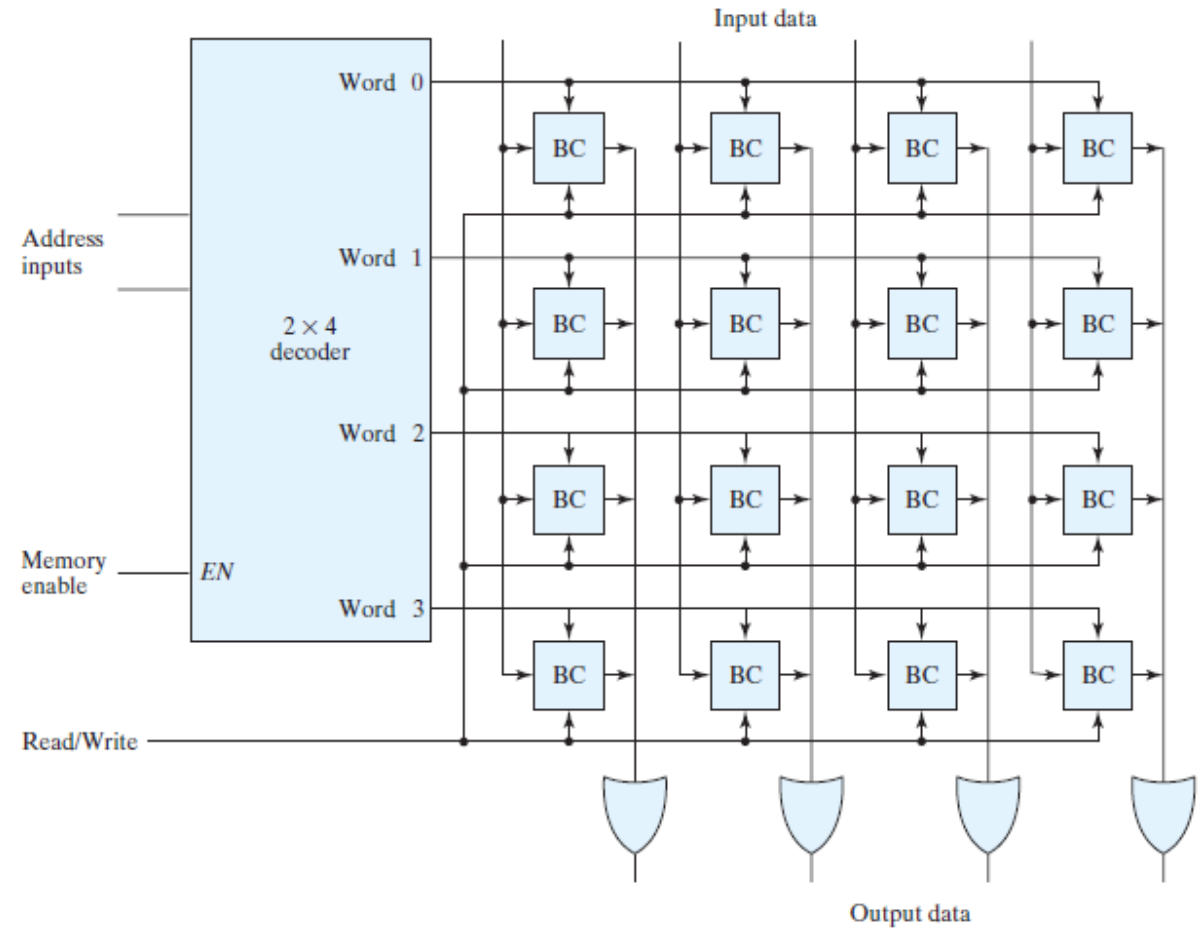 Input data
Word 0
BC BC BC BC
Address
inputs
Word 1
2 × 4
decoder
BC BC BC BC
Word 2
BC BC BC BC
Memory
enable
EN
Word 3
BC BC BC BC
Read/Write
Output data